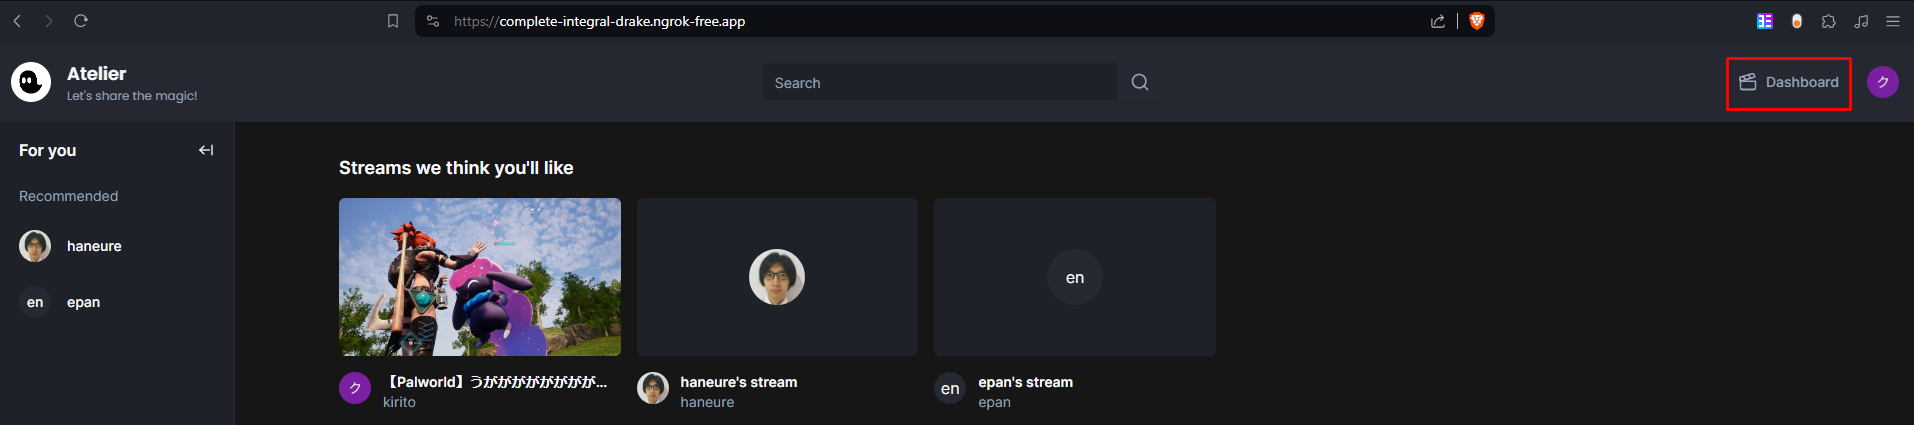 https://complete-integral-drake.ngrok-free.app
Atelier
Let's share the magic!
Search
Dashboard
ク
For you
Recommended
haneure
en
epan
Streams we think you'll like
en
ク
【Palworld】うががががががががが...
kirito
haneure's stream
haneure
en
epan's stream
epan